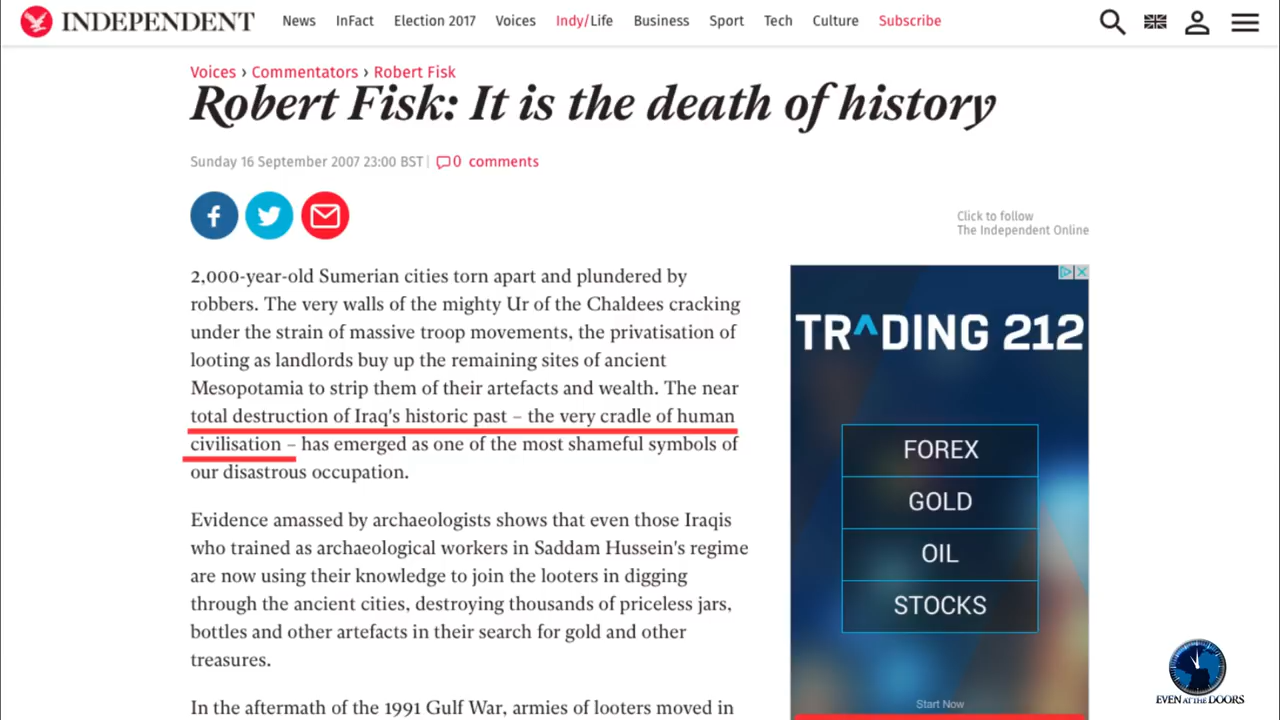 INDEPENDENT News InFact Election 2017 Voices Indy/Life Business Sport Tech Culture Subscribe
Voices › Commentators › Robert Fisk
Robert Fisk: It is the death of history
Sunday 16 September 2007 23:00 BST | 0 comments
Click to follow
The Independent Online
2,000-year-old Sumerian cities torn apart and plundered by
robbers. The very walls of the mighty Ur of the Chaldees cracking
under the strain of massive troop movements, the privatisation of
looting as landlords buy up the remaining sites of ancient
Mesopotamia to strip them of their artefacts and wealth. The near
total destruction of Iraq's historic past – the very cradle of human
civilisation – has emerged as one of the most shameful symbols of
our disastrous occupation.
Evidence amassed by archaeologists shows that even those Iraqis
who trained as archaeological workers in Saddam Hussein's regime
are now using their knowledge to join the looters in digging
through the ancient cities, destroying thousands of priceless jars,
bottles and other artefacts in their search for gold and other
treasures.
In the aftermath of the 1991 Gulf War, armies of looters moved in
TRADING 212
FOREX
GOLD
OIL
STOCKS
Start Now
EVEN AT THE DOORS